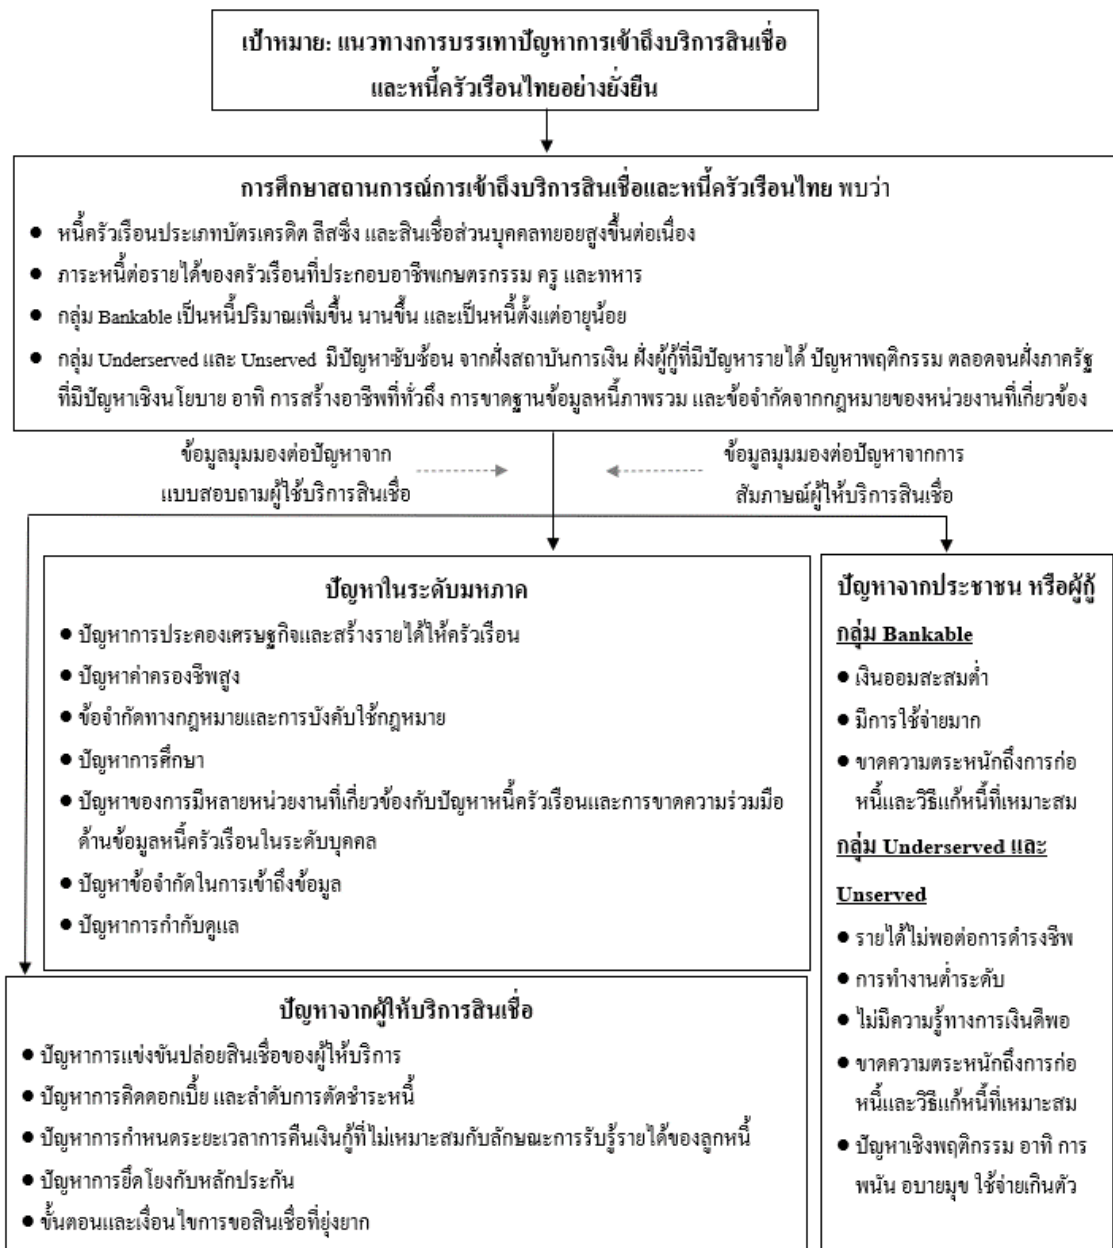 เป้าหมาย: แนวทางการบรรเทาปัญหาการเข้าถึงบริการสินเชื่อ
และหนี้ครัวเรือนไทยอย่างยั่งยืน
การศึกษาสถานการณ์การเข้าถึงบริการสินเชื่อและหนี้ครัวเรือนไทย พบว่า
● หนี้ครัวเรือนประเภทบัตรเครดิต ลีสซิ่ง และสินเชื่อส่วนบุคคลทยอยสูงขึ้นต่อเนื่อง
● ภาระหนี้ต่อรายได้ของครัวเรือนที่ประกอบอาชีพเกษตรกรรม ครู และทหาร
● กลุ่ม Bankable เป็นหนี้ปริมาณเพิ่มขึ้น นานขึ้น และเป็นหนี้ตั้งแต่อายุน้อย
● กลุ่ม Underserved และ Unserved มีปัญหาซับซ้อน จากฝั่งสถาบันการเงิน ฝั่งผู้กู้ที่มีปัญหารายได้ ปัญหาพฤติกรรม ตลอดจนฝั่งภาครัฐ
ที่มีปัญหาเชิงนโยบาย อาทิ การสร้างอาชีพที่ทั่วถึง การขาดฐานข้อมูลหนี้ภาพรวม และข้อจำกัดจากกฎหมายของหน่วยงานที่เกี่ยวข้อง
ข้อมูลมุมมองต่อปัญหาจาก
แบบสอบถามผู้ใช้บริการสินเชื่อ
ข้อมูลมุมมองต่อปัญหาจากการ
สัมภาษณ์ผู้ให้บริการสินเชื่อ
ปัญหาในระดับมหภาค
● ปัญหาการประคองเศรษฐกิจและสร้างรายได้ให้ครัวเรือน
● ปัญหาค่าครองชีพสูง
● ข้อจำกัดทางกฎหมายและการบังคับใช้กฎหมาย
● ปัญหาการศึกษา
● ปัญหาของการมีหลายหน่วยงานที่เกี่ยวข้องกับปัญหาหนี้ครัวเรือนและการขาดความร่วมมือ
ด้านข้อมูลหนี้ครัวเรือนในระดับบุคคล
● ปัญหาข้อจำกัดในการเข้าถึงข้อมูล
● ปัญหาการกำกับดูแล
ปัญหาจากประชาชน หรือผู้กู้
กลุ่ม Bankable
● เงินออมสะสมต่ำ
● มีการใช้จ่ายมาก
● ขาดความตระหนักถึงการก่อ
หนี้และวิธีแก้หนี้ที่เหมาะสม
กลุ่ม Underserved และ
Unserved
● รายได้ไม่พอต่อการดำรงชีพ
● การทำงานต่ำระดับ
● ไม่มีความรู้ทางการเงินดีพอ
● ขาดความตระหนักถึงการก่อ
หนี้และวิธีแก้หนี้ที่เหมาะสม
● ปัญหาเชิงพฤติกรรม อาทิ การ
พนัน อบายมุข ใช้จ่ายเกินตัว
ปัญหาจากผู้ให้บริการสินเชื่อ
● ปัญหาการแข่งขันปล่อยสินเชื่อของผู้ให้บริการ
● ปัญหาการคิดดอกเบี้ย และลำดับการตัดชำระหนี้
● ปัญหาการกำหนดระยะเวลาการคืนเงินกู้ที่ไม่เหมาะสมกับลักษณะการรับรู้รายได้ของลูกหนี้
● ปัญหาการยึดโยงกับหลักประกัน
● ขั้นตอนและเงื่อนไขการขอสินเชื่อที่ยุ่งยาก